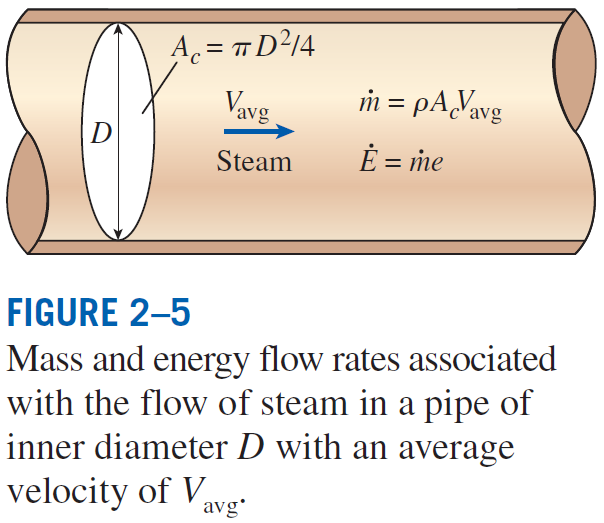 A_c = πD²/4
V_avg
ṁ = ρA_cV_avg
D
Steam
Ė = ṁe
FIGURE 2–5
Mass and energy flow rates associated
with the flow of steam in a pipe of
inner diameter D with an average
velocity of V_avg.